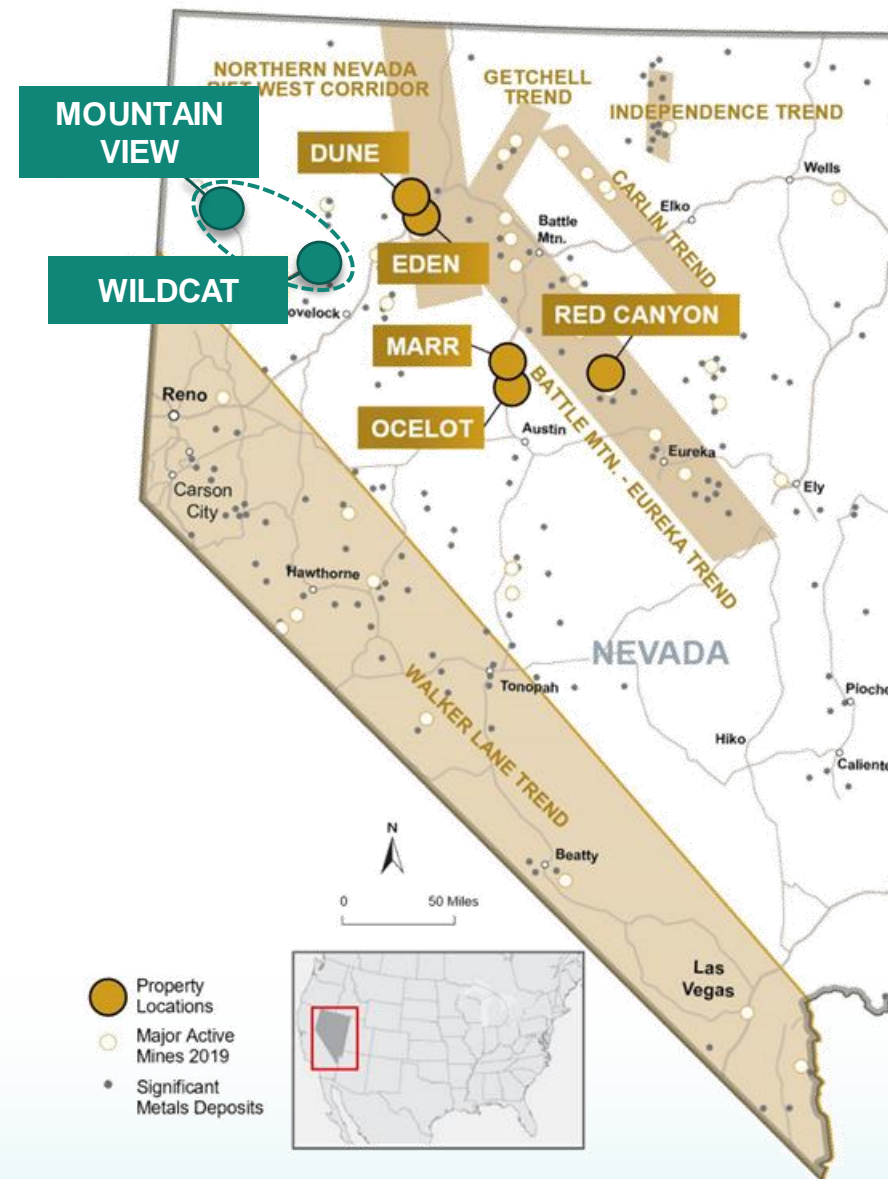 NORTHERN NEVADA
RIFT WEST CORRIDOR
GETCHELL
TREND
INDEPENDENCE TREND
MOUNTAIN
VIEW
DUNE
Wells
CARLIN TREND
Elko
Battle
Mtn.
EDEN
WILDCAT
ovelock
RED CANYON
MARR
Reno
BATTLE MTN. - EUREKA TREND
OCELOT
Austin
Eureka
Ely
Carson
City
Hawthorne
NEVADA
Tonopah
Pioche
WALKER LANE TREND
Hiko
Caliente
N
Beatty
0 50 Miles
Las
Vegas
Property
Locations
Major Active
Mines 2019
Significant
Metals Deposits